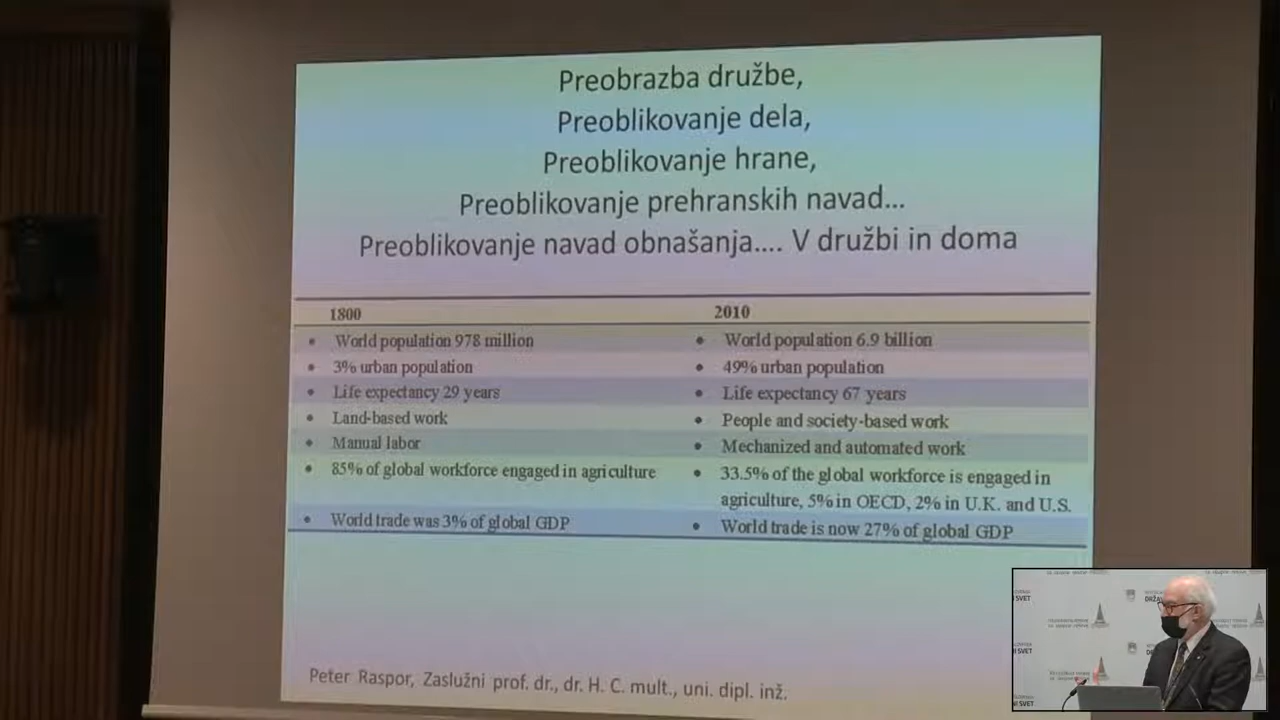 Preobrazba družbe,
Preoblikovanje dela,
Preoblikovanje hrane,
Preoblikovanje prehranskih navad...
Preoblikovanje navad obnašanja.... V družbi in doma
1800
2010
• World population 978 million
• World population 6.9 billion
• 3% urban population
• 49% urban population
• Life expectancy 29 years
• Life expectancy 67 years
• Land-based work
• People and society-based work
• Manual labor
• Mechanized and automated work
• 85% of global workforce engaged in agriculture
• 33.5% of the global workforce is engaged in
agriculture, 5% in OECD, 2% in U.K. and U.S.
• World trade was 3% of global GDP
• World trade is now 27% of global GDP
Peter Raspor, Zaslužni prof. dr., dr. H. C. mult., uni. dipl. inž.